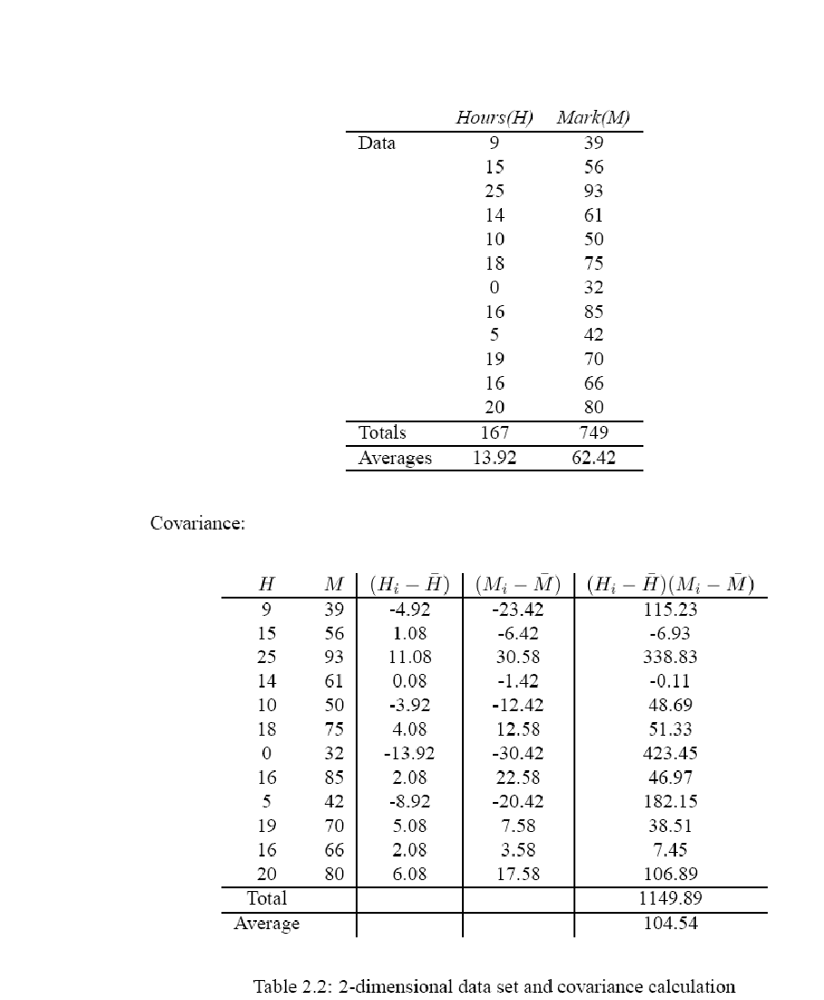 Hours(H) Mark(M)
Data 9 39
15 56
25 93
14 61
10 50
18 75
0 32
16 85
5 42
19 70
16 66
20 80
Totals 167 749
Averages 13.92 62.42
Covariance:
H M (H_i − H̄) (M_i − M̄) (H_i − H̄)(M_i − M̄)
9 39 -4.92 -23.42 115.23
15 56 1.08 -6.42 -6.93
25 93 11.08 30.58 338.83
14 61 0.08 -1.42 -0.11
10 50 -3.92 -12.42 48.69
18 75 4.08 12.58 51.33
0 32 -13.92 -30.42 423.45
16 85 2.08 22.58 46.97
5 42 -8.92 -20.42 182.15
19 70 5.08 7.58 38.51
16 66 2.08 3.58 7.45
20 80 6.08 17.58 106.89
Total 1149.89
Average 104.54
Table 2.2: 2-dimensional data set and covariance calculation